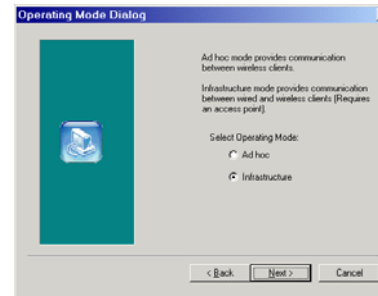 Operating Mode Dialog
Ad hoc mode provides communication
between wireless clients.
Infrastructure mode provides communication
between wired and wireless clients (Requires
an access point).
Select Operating Mode:
Ad hoc
Infrastructure
< Back
Next >
Cancel